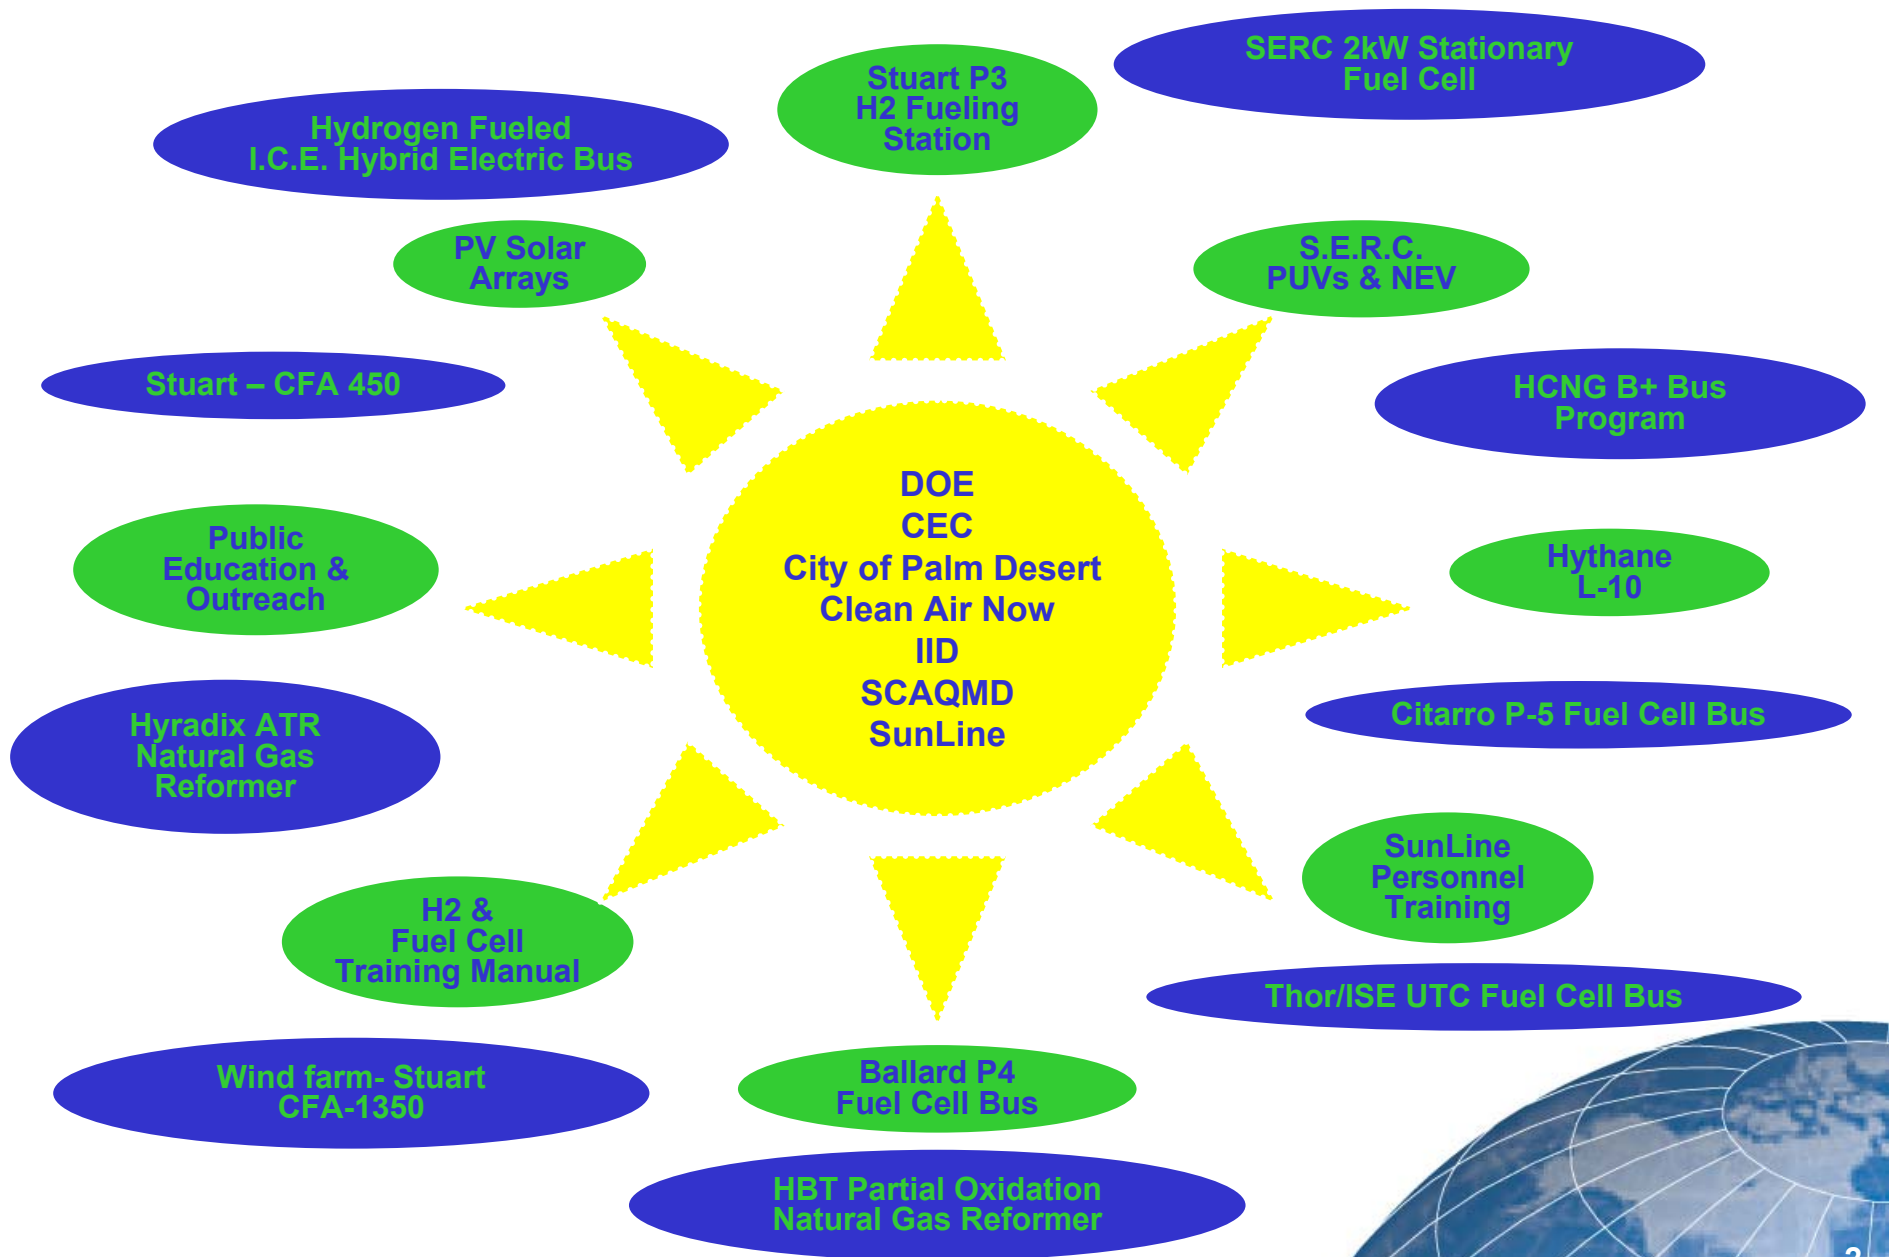 SERC 2kW Stationary
Fuel Cell
Stuart P3
H2 Fueling
Station
Hydrogen Fueled
I.C.E. Hybrid Electric Bus
PV Solar
Arrays
S.E.R.C.
PUVs & NEV
Stuart – CFA 450
HCNG B+ Bus
Program
DOE
CEC
City of Palm Desert
Clean Air Now
IID
SCAQMD
SunLine
Public
Education &
Outreach
Hythane
L-10
Hyradix ATR
Natural Gas
Reformer
Citarro P-5 Fuel Cell Bus
SunLine
Personnel
Training
H2 &
Fuel Cell
Training Manual
Thor/ISE UTC Fuel Cell Bus
Wind farm- Stuart
CFA-1350
Ballard P4
Fuel Cell Bus
HBT Partial Oxidation
Natural Gas Reformer